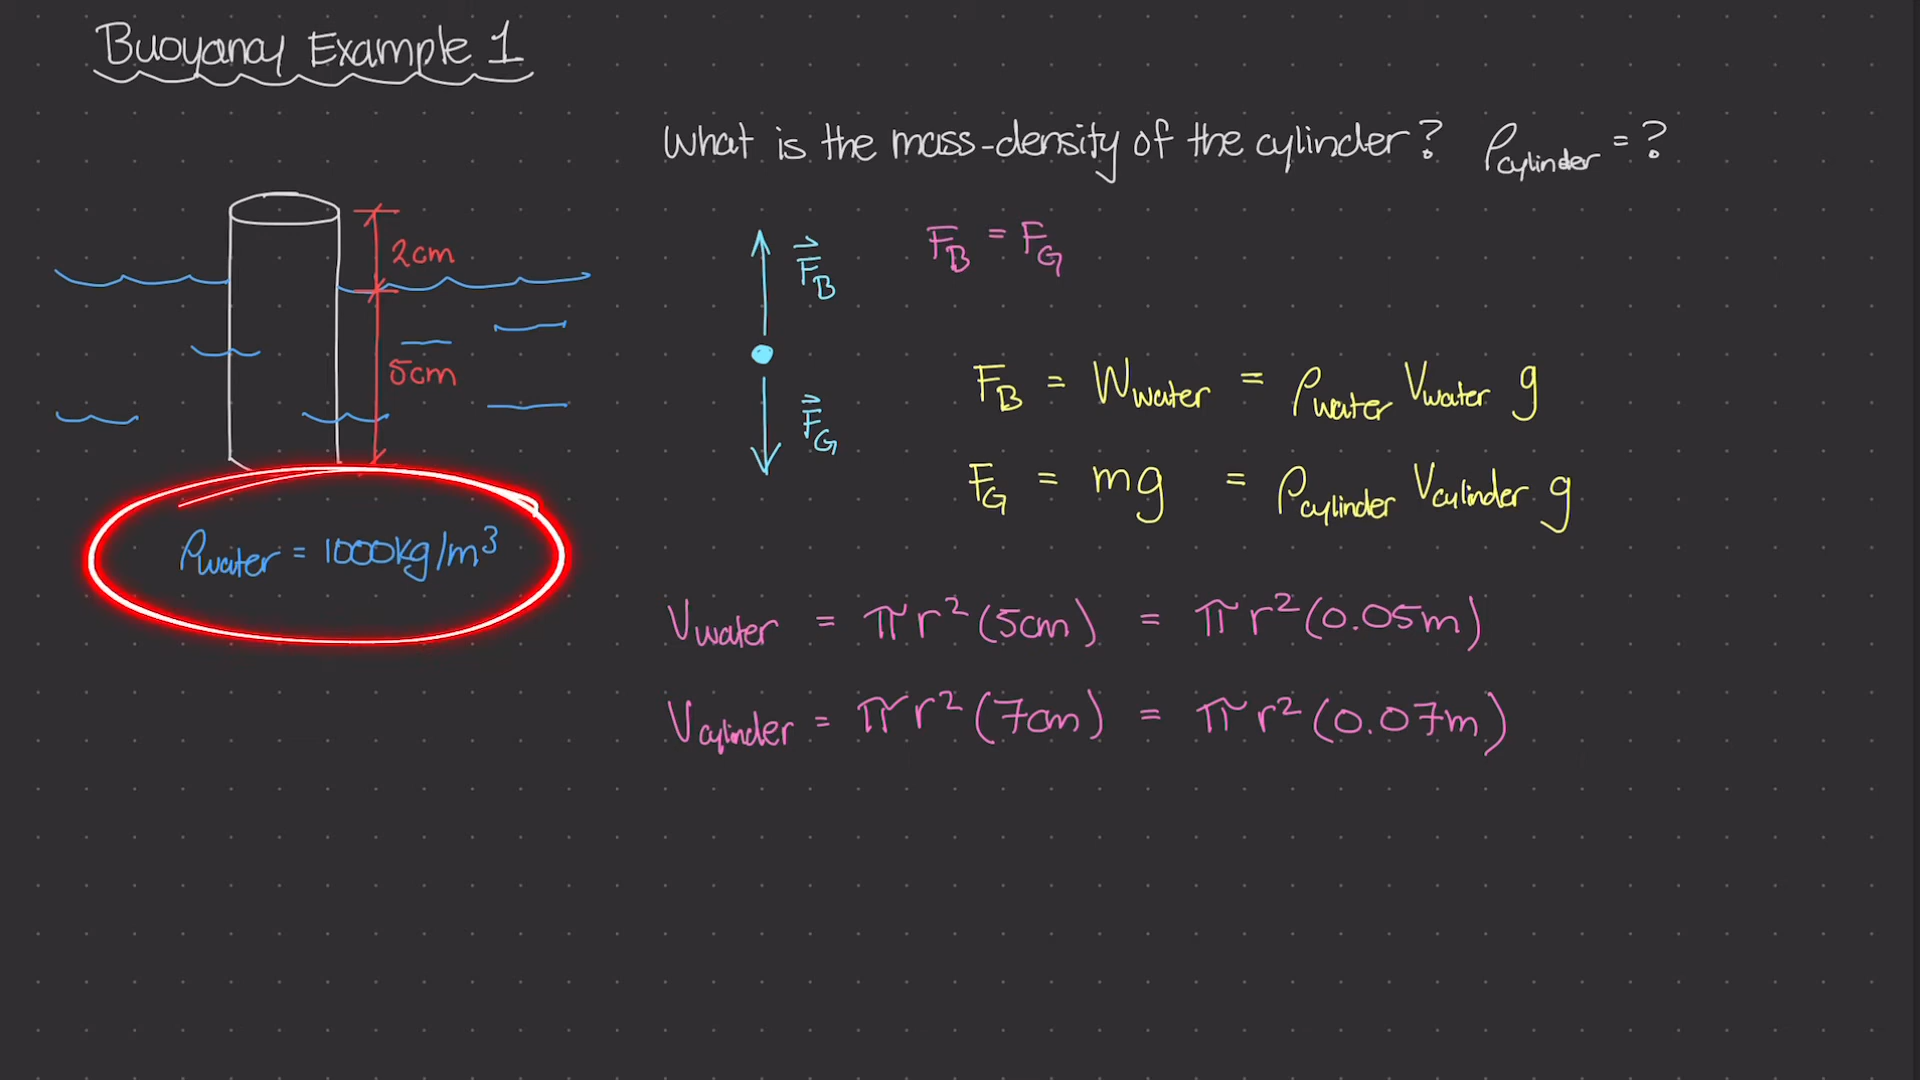 Buoyancy Example 1
What is the mass-density of the cylinder? ρcylinder = ?
2cm
5cm
ρwater = 1000kg/m³
F⃗B
F⃗G
FB = FG
FB = Wwater = ρwater Vwater g
FG = mg = ρcylinder Vcylinder g
Vwater = πr²(5cm) = πr²(0.05m)
Vcylinder = πr²(7cm) = πr²(0.07m)